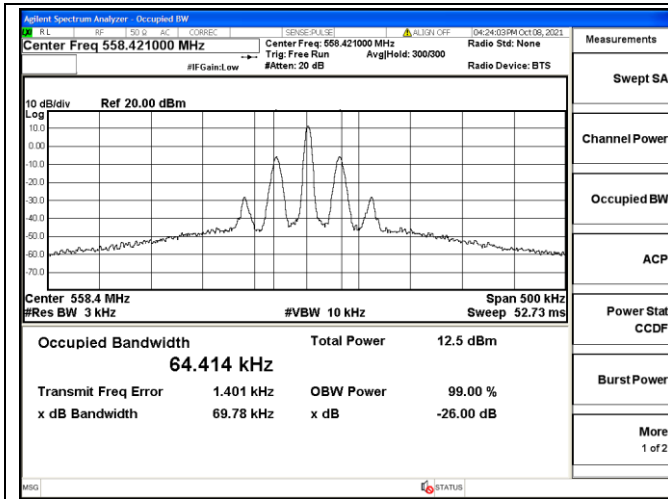 Agilent Spectrum Analyzer - Occupied BW
RL RF 50 Ω AC CORREC SENSE:PULSE ALIGN OFF 04:24:03PM Oct 08, 2021
Center Freq 558.421000 MHz
Center Freq: 558.421000 MHz
Radio Std: None
Trig: Free Run Avg|Hold: 300/300
#IFGain:Low #Atten: 20 dB Radio Device: BTS
10 dB/div Ref 20.00 dBm
Log
10.0
0.00
-10.0
-20.0
-30.0
-40.0
-50.0
-60.0
-70.0
Center 558.4 MHz Span 500 kHz
#Res BW 3 kHz #VBW 10 kHz Sweep 52.73 ms
Occupied Bandwidth Total Power 12.5 dBm
64.414 kHz
Transmit Freq Error 1.401 kHz OBW Power 99.00 %
x dB Bandwidth 69.78 kHz x dB -26.00 dB
MSG STATUS
Measurements
Swept SA
Channel Power
Occupied BW
ACP
Power Stat
CCDF
Burst Power
More
1 of 2